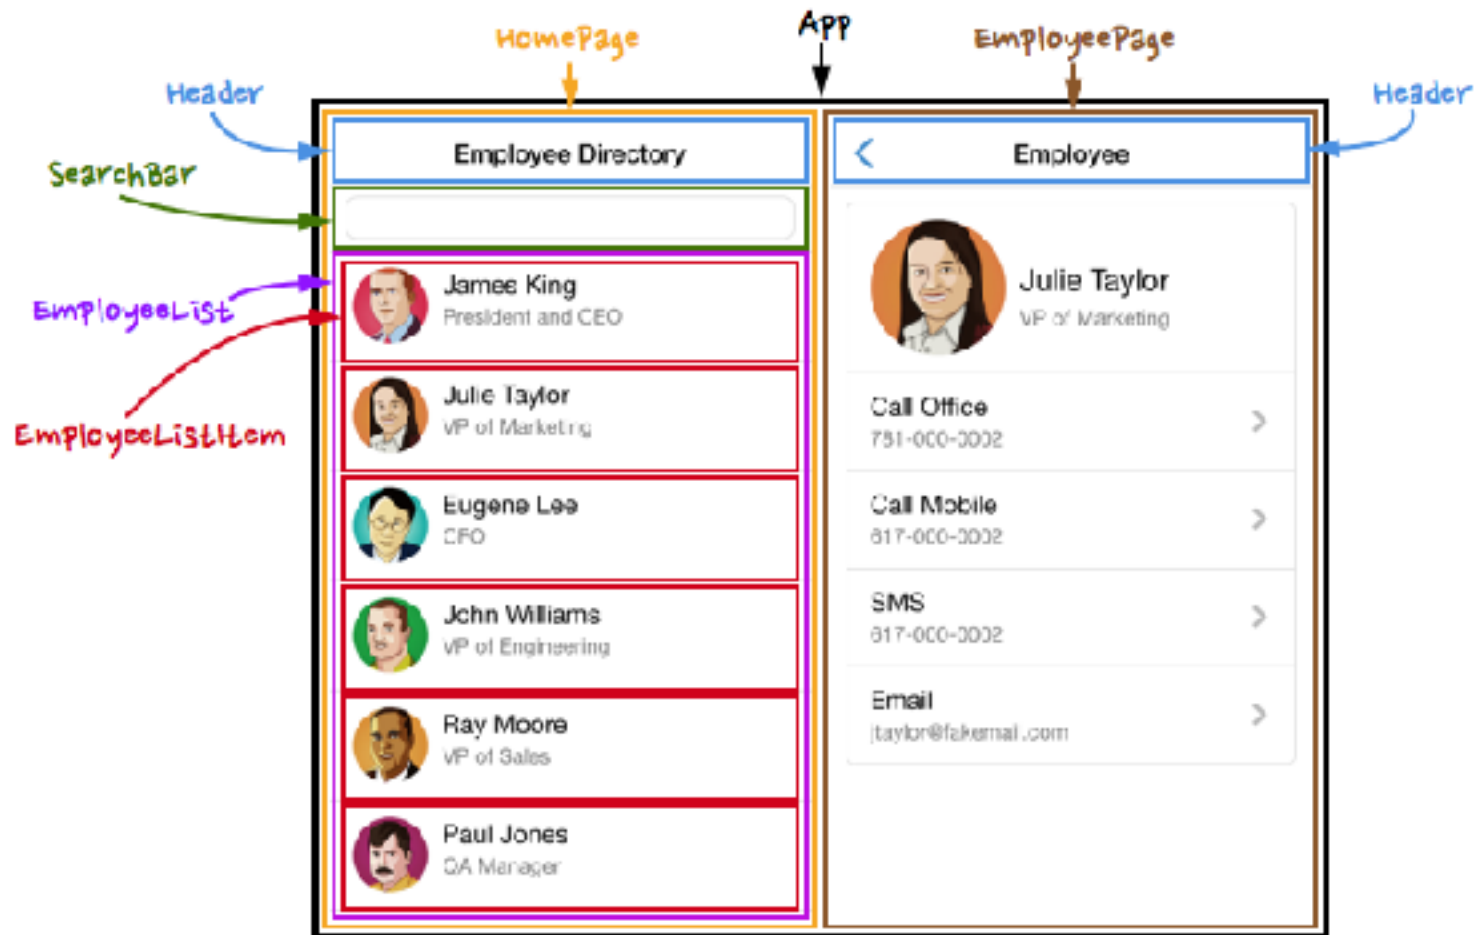 App
HomePage
EmployeePage
Header
Header
SearchBar
EmployeeList
EmployeeListItem
Employee Directory
James King
President and CEO
Julie Taylor
VP of Marketing
Eugene Lee
CFO
John Williams
VP of Engineering
Ray Moore
VP of Sales
Paul Jones
QA Manager
Employee
Julie Taylor
VP of Marketing
Call Office
781-000-0002
Call Mobile
617-000-0002
SMS
617-000-0002
Email
jtaylor@fakemail.com